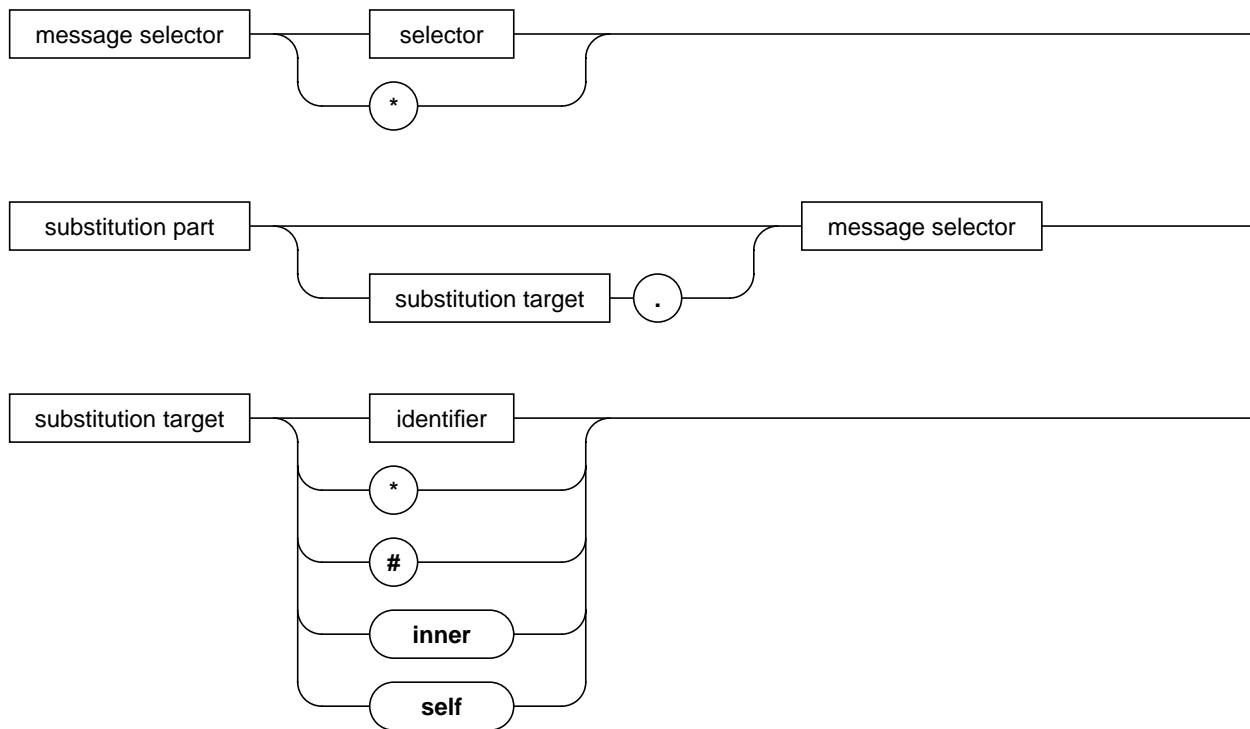 message selector selector
*
substitution part message selector
substitution target .
substitution target identifier
*
#
inner
self